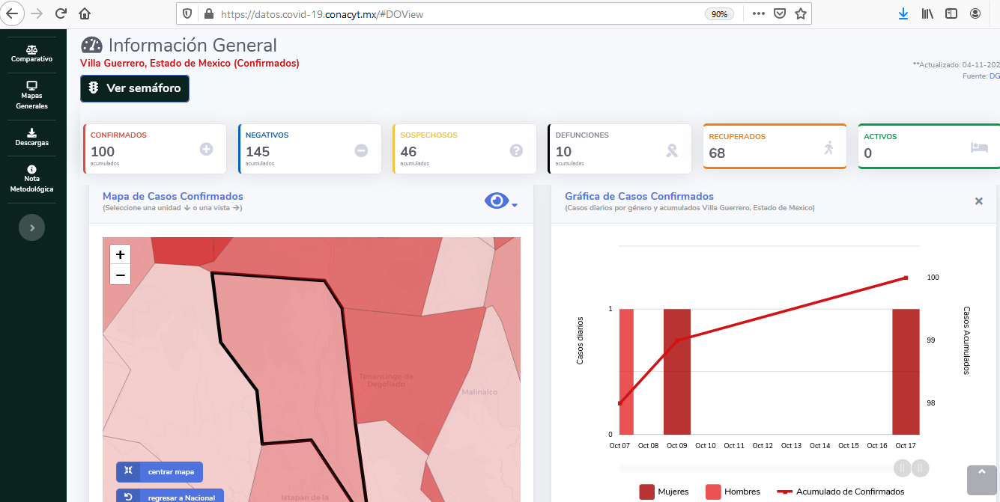 90%
https://datos.covid-19.conacyt.mx/#DOView
Comparativo
Mapas
Generales
Descargas
Nota
Metodológica
Información General
Villa Guerrero, Estado de Mexico (Confirmados)
Ver semáforo
**Actualizado: 04-11-202
Fuente: DG
CONFIRMADOS
100
acumulados
NEGATIVOS
145
acumulados
SOSPECHOSOS
46
acumulados
DEFUNCIONES
10
acumuladas
RECUPERADOS
68
ACTIVOS
0
Mapa de Casos Confirmados
(Seleccione una unidad ↓ o una vista →)
+
−
Tenancingo de
Degollado
Malinalco
Ixtapan de la
centrar mapa
regresar a Nacional
Gráfica de Casos Confirmados
(Casos diarios por género y acumulados Villa Guerrero, Estado de Mexico)
Casos diarios
1
0
100
99
98
Casos Acumulados
Oct 07 Oct 08 Oct 09 Oct 10 Oct 11 Oct 12 Oct 13 Oct 14 Oct 15 Oct 16 Oct 17
Mujeres Hombres Acumulado de Confirmados